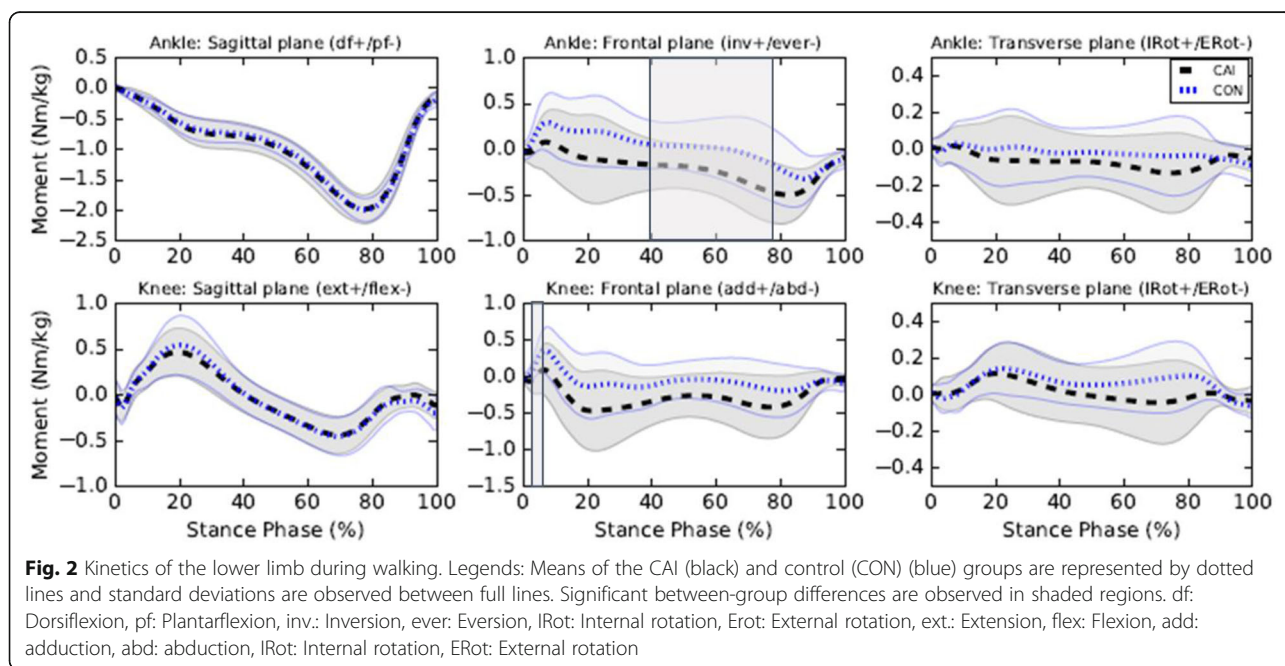 Ankle: Sagittal plane (df+/pf-)
Ankle: Frontal plane (inv+/ever-)
Ankle: Transverse plane (IRot+/ERot-)
Moment (Nm/kg)
0.5
0.0
−0.5
−1.0
−1.5
−2.0
−2.5
0 20 40 60 80 100
1.0
0.5
0.0
−0.5
−1.0
0 20 40 60 80 100
0.4
0.2
0.0
−0.2
−0.4
0 20 40 60 80 100
CAI
CON
Knee: Sagittal plane (ext+/flex-)
Knee: Frontal plane (add+/abd-)
Knee: Transverse plane (IRot+/ERot-)
Moment (Nm/kg)
1.0
0.5
0.0
−0.5
−1.0
0 20 40 60 80 100
Stance Phase (%)
1.0
0.5
0.0
−0.5
−1.0
−1.5
0 20 40 60 80 100
Stance Phase (%)
0.4
0.2
0.0
−0.2
−0.4
0 20 40 60 80 100
Stance Phase (%)
Fig. 2 Kinetics of the lower limb during walking. Legends: Means of the CAI (black) and control (CON) (blue) groups are represented by dotted
lines and standard deviations are observed between full lines. Significant between-group differences are observed in shaded regions. df:
Dorsiflexion, pf: Plantarflexion, inv.: Inversion, ever: Eversion, IRot: Internal rotation, Erot: External rotation, ext.: Extension, flex: Flexion, add:
adduction, abd: abduction, IRot: Internal rotation, ERot: External rotation